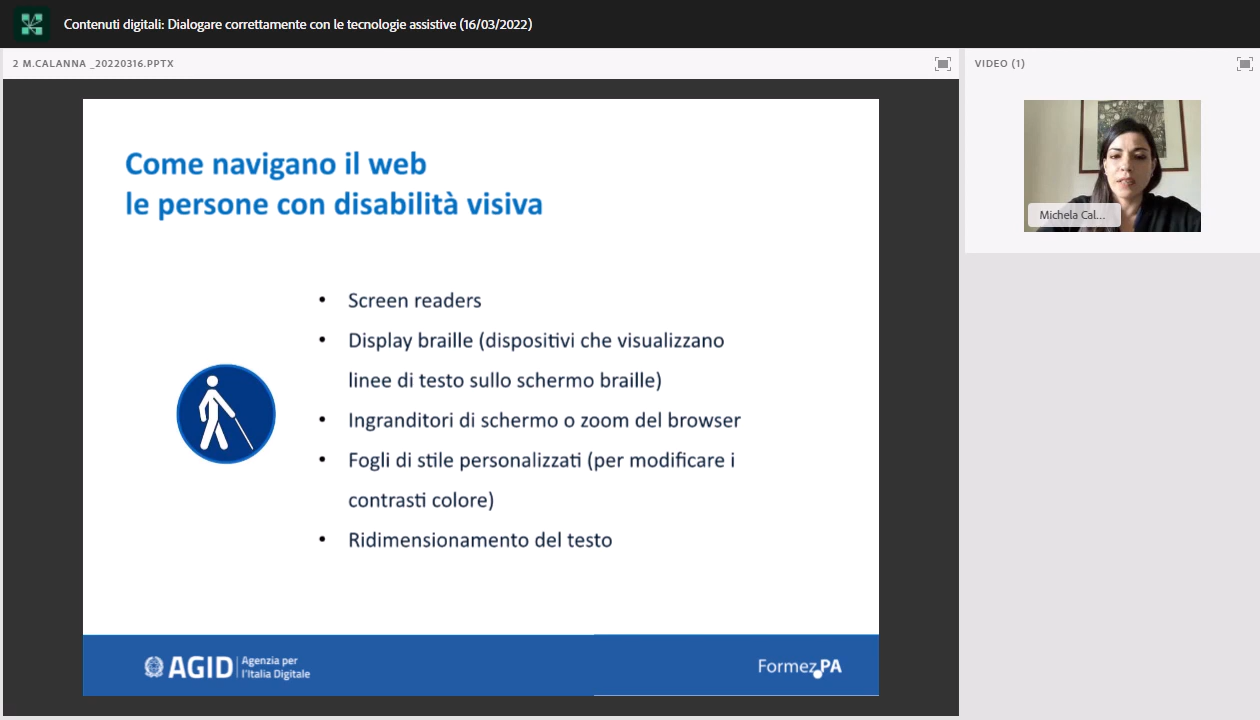 Contenuti digitali: Dialogare correttamente con le tecnologie assistive (16/03/2022)
2 M.CALANNA _20220316.PPTX
VIDEO (1)
Come navigano il web
le persone con disabilità visiva
• Screen readers
• Display braille (dispositivi che visualizzano
linee di testo sullo schermo braille)
• Ingranditori di schermo o zoom del browser
• Fogli di stile personalizzati (per modificare i
contrasti colore)
• Ridimensionamento del testo
Michela Cal...
AGID
Agenzia per
l'Italia Digitale
FormezPA